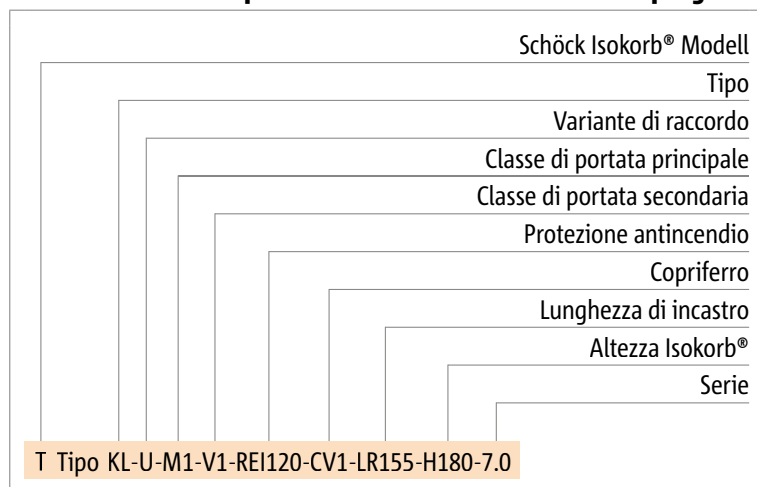 Schöck Isokorb® Modell
Tipo
Variante di raccordo
Classe di portata principale
Classe di portata secondaria
Protezione antincendio
Copriferro
Lunghezza di incastro
Altezza Isokorb®
Serie
T Tipo KL-U-M1-V1-REI120-CV1-LR155-H180-7.0